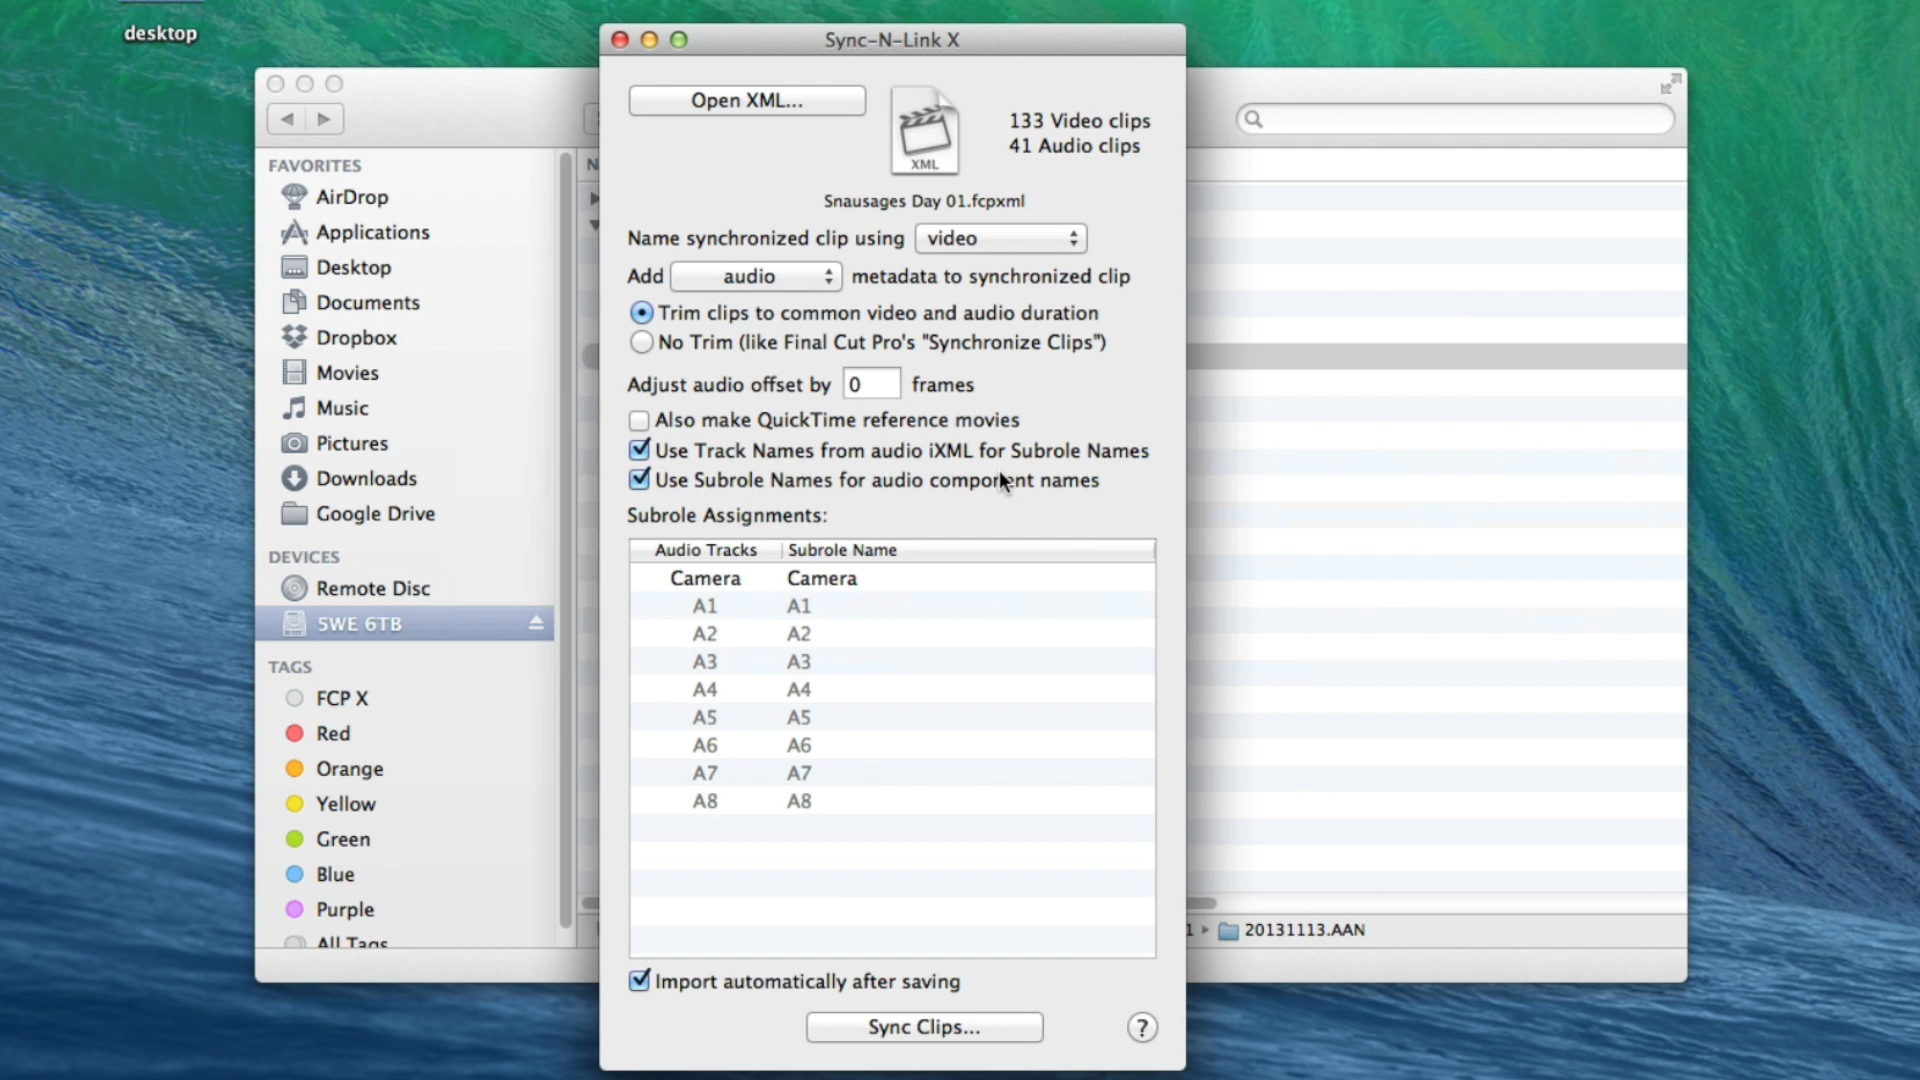 desktop
Sync-N-Link X
Open XML...
XML
133 Video clips
41 Audio clips
Snausages Day 01.fcpxml
Name synchronized clip using video
Add audio metadata to synchronized clip
Trim clips to common video and audio duration
No Trim (like Final Cut Pro's "Synchronize Clips")
Adjust audio offset by 0 frames
Also make QuickTime reference movies
Use Track Names from audio iXML for Subrole Names
Use Subrole Names for audio component names
Subrole Assignments:
Audio Tracks Subrole Name
Camera Camera
A1 A1
A2 A2
A3 A3
A4 A4
A5 A5
A6 A6
A7 A7
A8 A8
Import automatically after saving
Sync Clips...
?
FAVORITES
AirDrop
Applications
Desktop
Documents
Dropbox
Movies
Music
Pictures
Downloads
Google Drive
DEVICES
Remote Disc
5WE 6TB
TAGS
FCP X
Red
Orange
Yellow
Green
Blue
Purple
All Tags
N
1 20131113.AAN